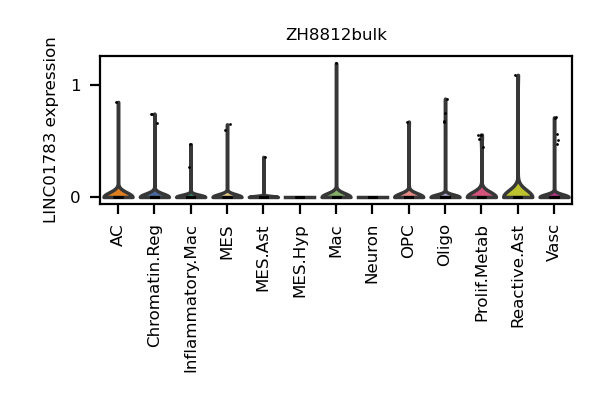 ZH8812bulk
LINC01783 expression
1
0
AC
Chromatin.Reg
Inflammatory.Mac
MES
MES.Ast
MES.Hyp
Mac
Neuron
OPC
Oligo
Prolif.Metab
Reactive.Ast
Vasc